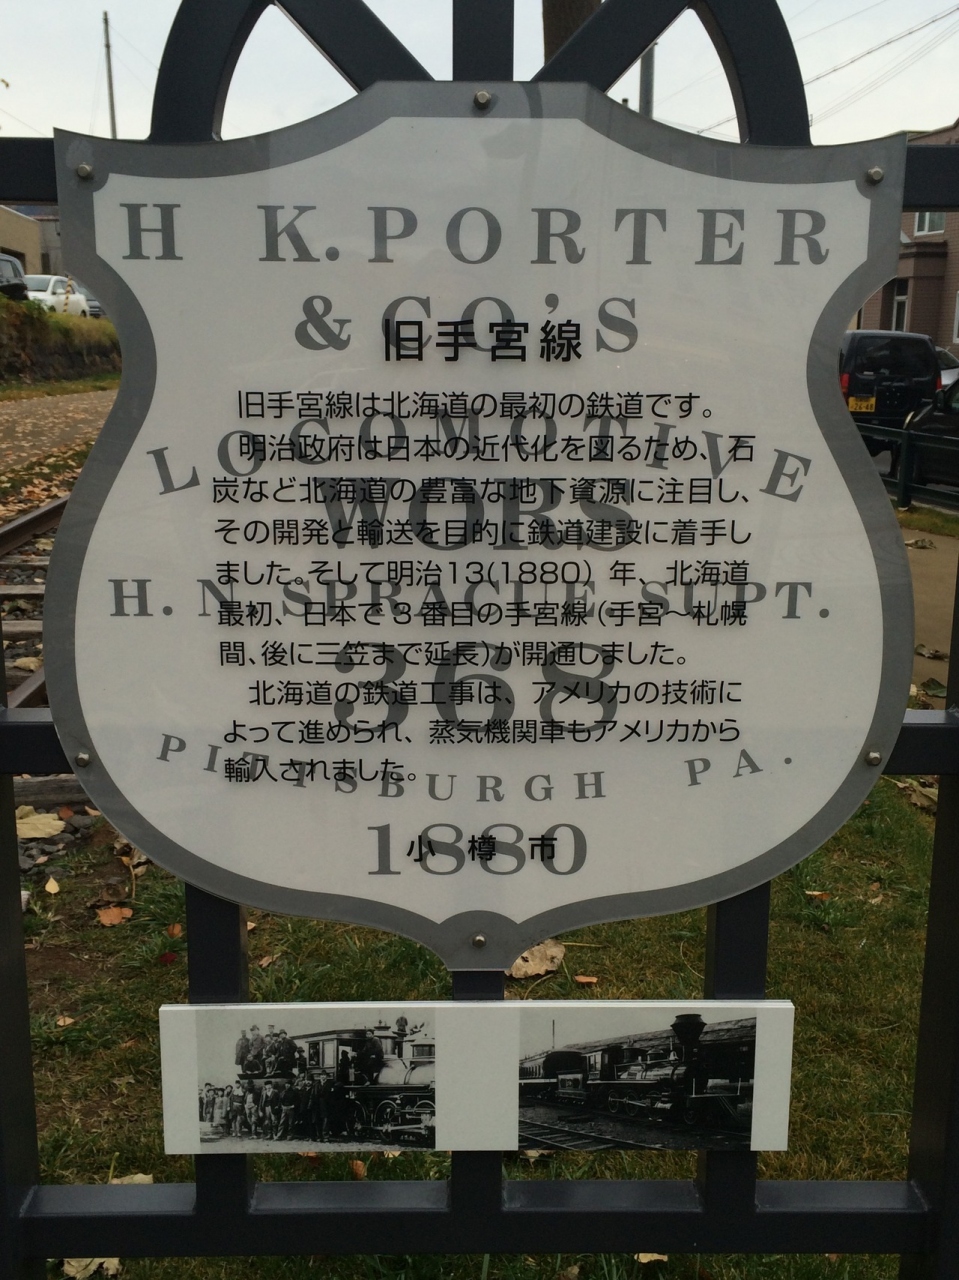 H K. PORTER
& CO'S
旧手宮線
旧手宮線は北海道の最初の鉄道です。
LOCOMOTIVE
明治政府は日本の近代化を図るため、石
炭など北海道の豊富な地下資源に注目し、
WORS
その開発と輸送を目的に鉄道建設に着手し
ました。そして明治13(1880) 年、北海道
H. N. SPRAGUE. SUPT.
最初、日本で3番目の手宮線(手宮～札幌
間、後に三笠まで延長)が開通しました。
368
北海道の鉄道工事は、アメリカの技術に
よって進められ、蒸気機関車もアメリカから
PITTSBURGH PA.
輸入されました。
1880
小樽市